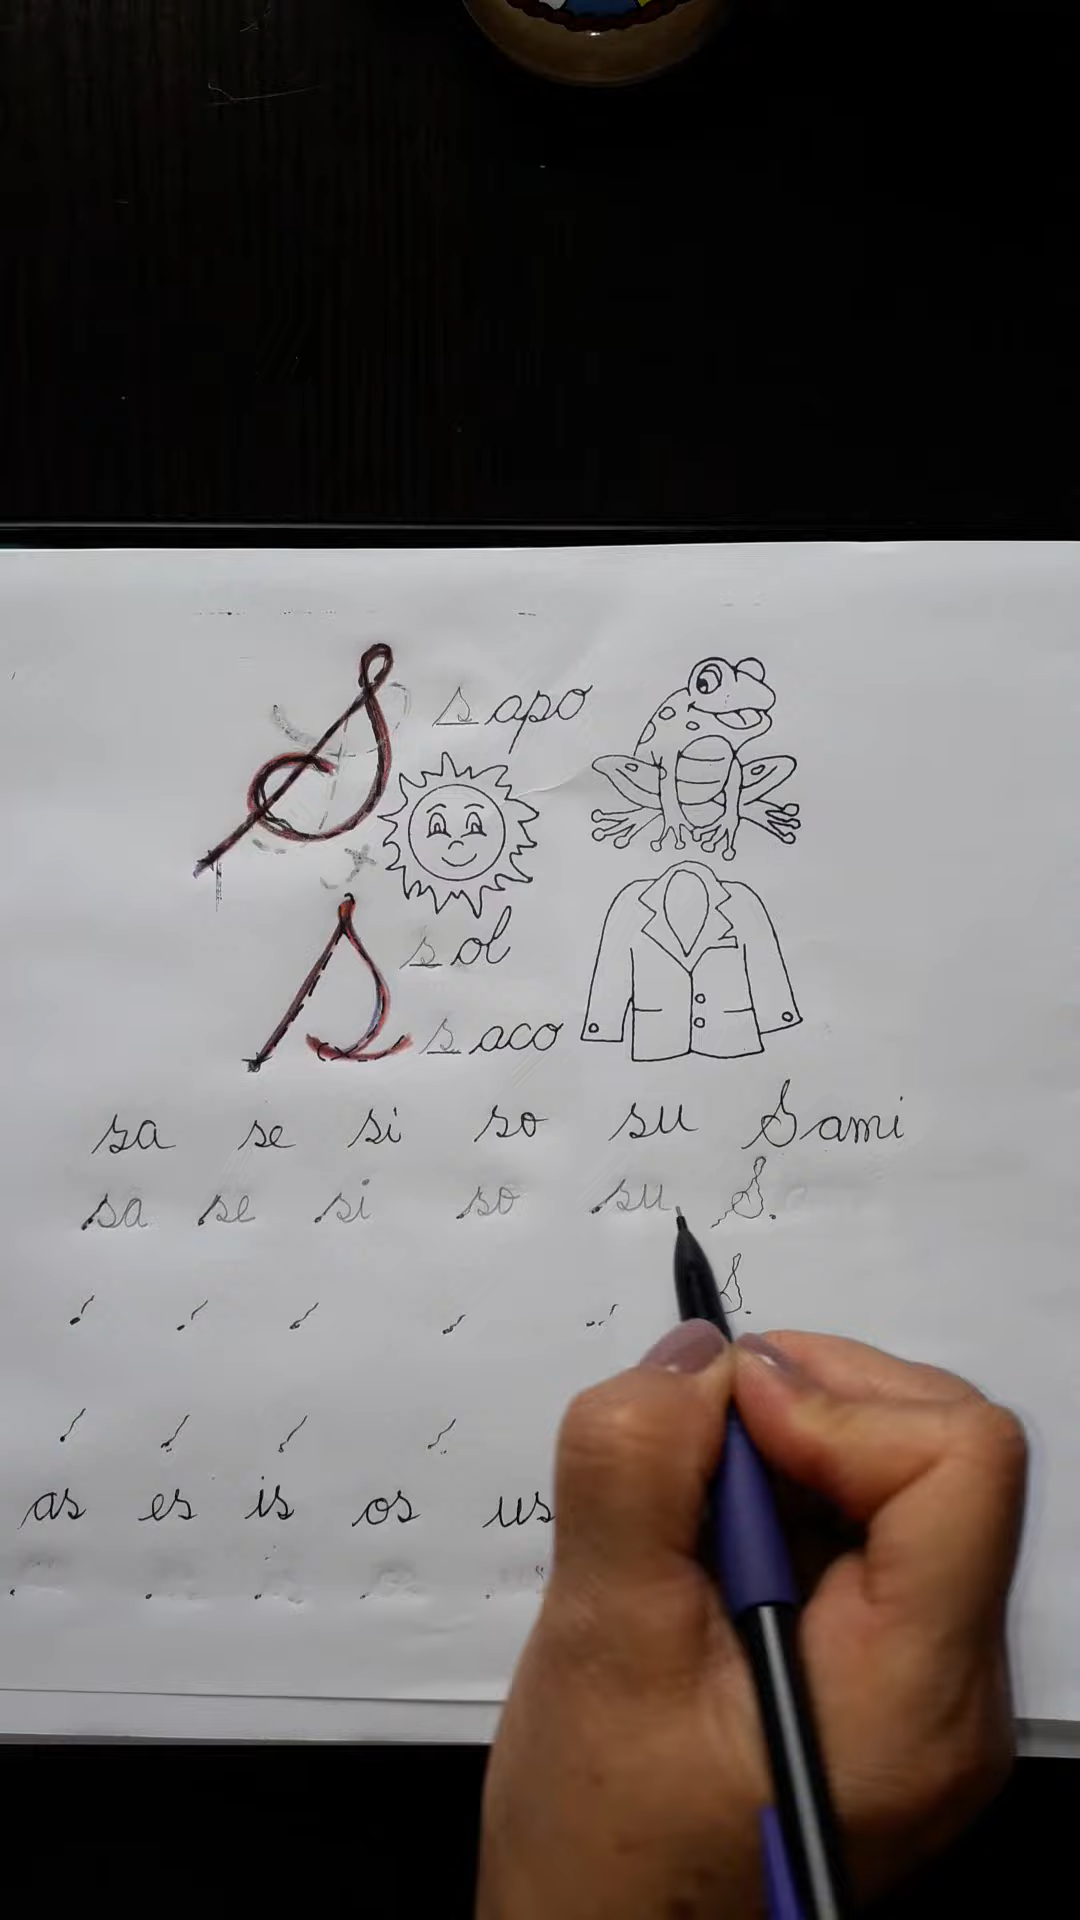 S sapo
sol
s saco
sa se si so su Sami
sa se si so su S.
S.
as es is os us